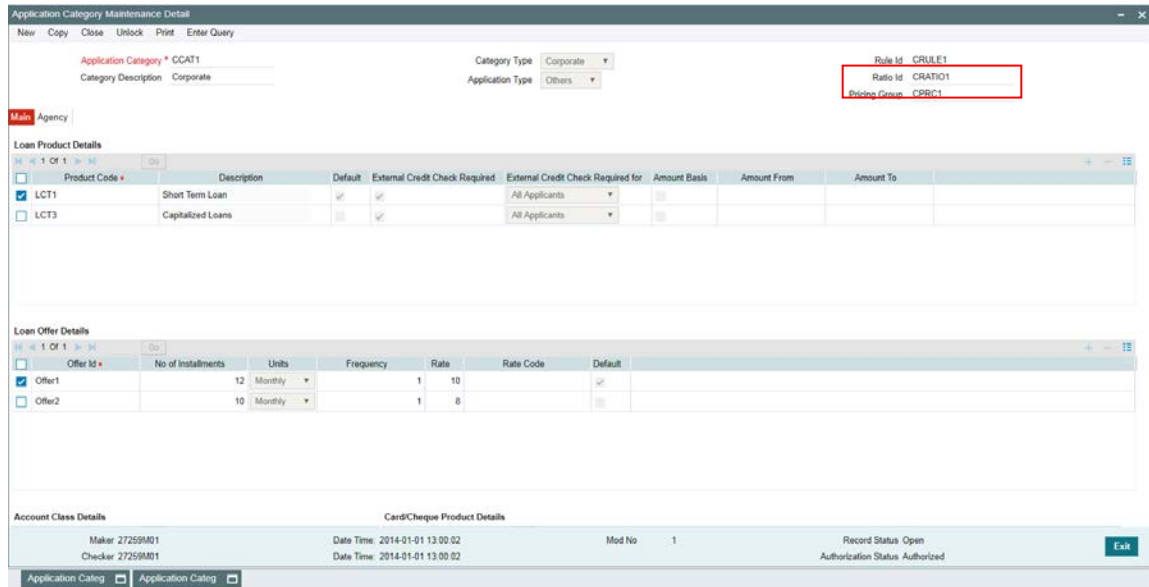 Application Category Maintenance Detail
New Copy Close Unlock Print Enter Query
Application Category * CCAT1 Category Type Corporate Rule Id CRULE1
Category Description Corporate Application Type Others Ratio Id CRATIO1
Pricing Group CPRC1
Main Agency
Loan Product Details
1 Of 1 Go
Product Code * Description Default External Credit Check Required External Credit Check Required for Amount Basis Amount From Amount To
LCT1 Short Term Loan All Applicants
LCT3 Capitalized Loans All Applicants
Loan Offer Details
1 Of 1 Go
Offer Id * No of Installments Units Frequency Rate Rate Code Default
Offer1 12 Monthly 1 10
Offer2 10 Monthly 1 8
Account Class Details Card/Cheque Product Details
Maker 27259M01 Date Time: 2014-01-01 13:00:02 Mod No 1 Record Status Open
Checker 27259M01 Date Time: 2014-01-01 13:00:02 Authorization Status Authorized
Exit
Application Categ Application Categ